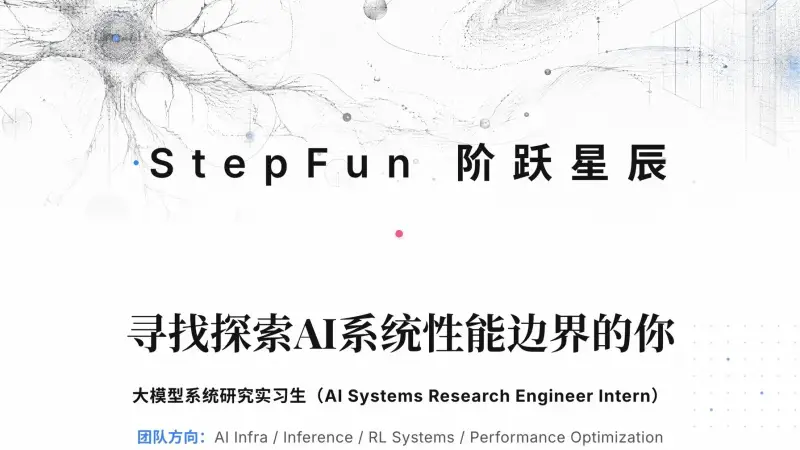 StepFun 阶跃星辰
寻找探索AI系统性能边界的你
大模型系统研究实习生（AI Systems Research Engineer Intern）
团队方向：AI Infra / Inference / RL Systems / Performance Optimization